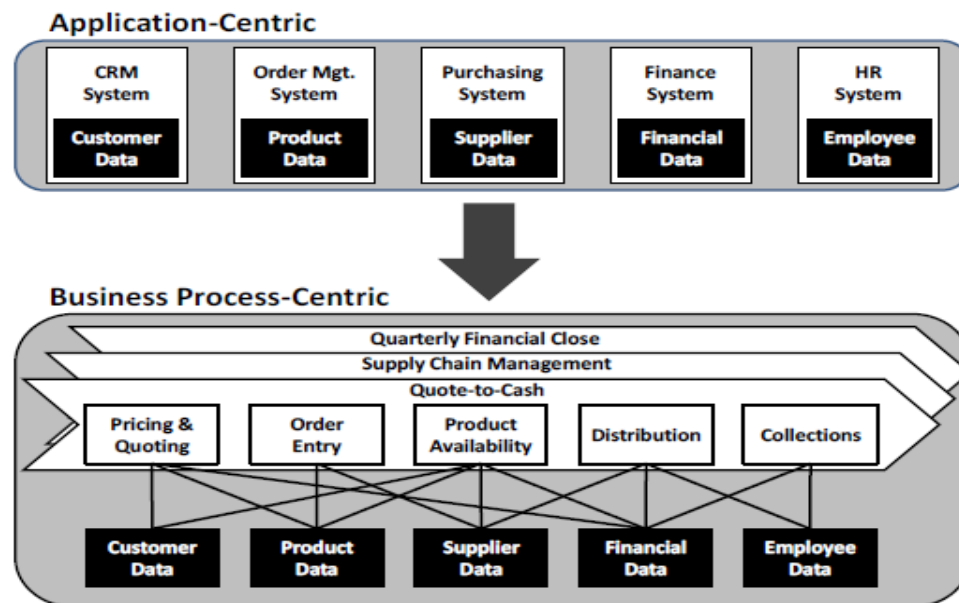 Application-Centric
CRM
System
Customer
Data
Order Mgt.
System
Product
Data
Purchasing
System
Supplier
Data
Finance
System
Financial
Data
HR
System
Employee
Data
Business Process-Centric
Quarterly Financial Close
Supply Chain Management
Quote-to-Cash
Pricing &
Quoting
Order
Entry
Product
Availability
Distribution
Collections
Customer
Data
Product
Data
Supplier
Data
Financial
Data
Employee
Data